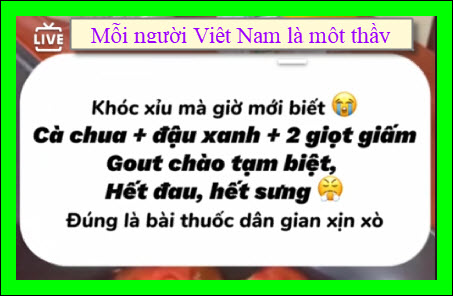 LIVE
Mỗi người Việt Nam là một thầy
Khóc xỉu mà giờ mới biết 😭
Cà chua + đậu xanh + 2 giọt giấm
Gout chào tạm biệt,
Hết đau, hết sưng 😤
Đúng là bài thuốc dân gian xịn xò